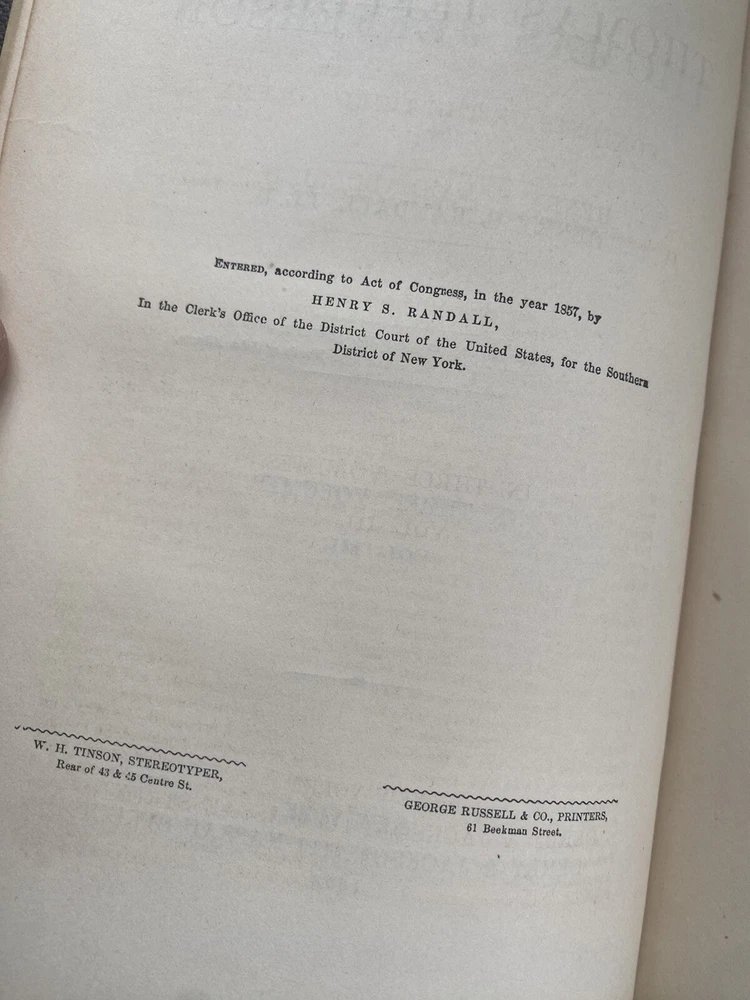 ENTERED, according to Act of Congress, in the year 1857, by
HENRY S. RANDALL,
In the Clerk's Office of the District Court of the United States, for the Southern
District of New York.
W. H. TINSON, STEREOTYPER,
Rear of 43 & 45 Centre St.
GEORGE RUSSELL & CO., PRINTERS,
61 Beekman Street.